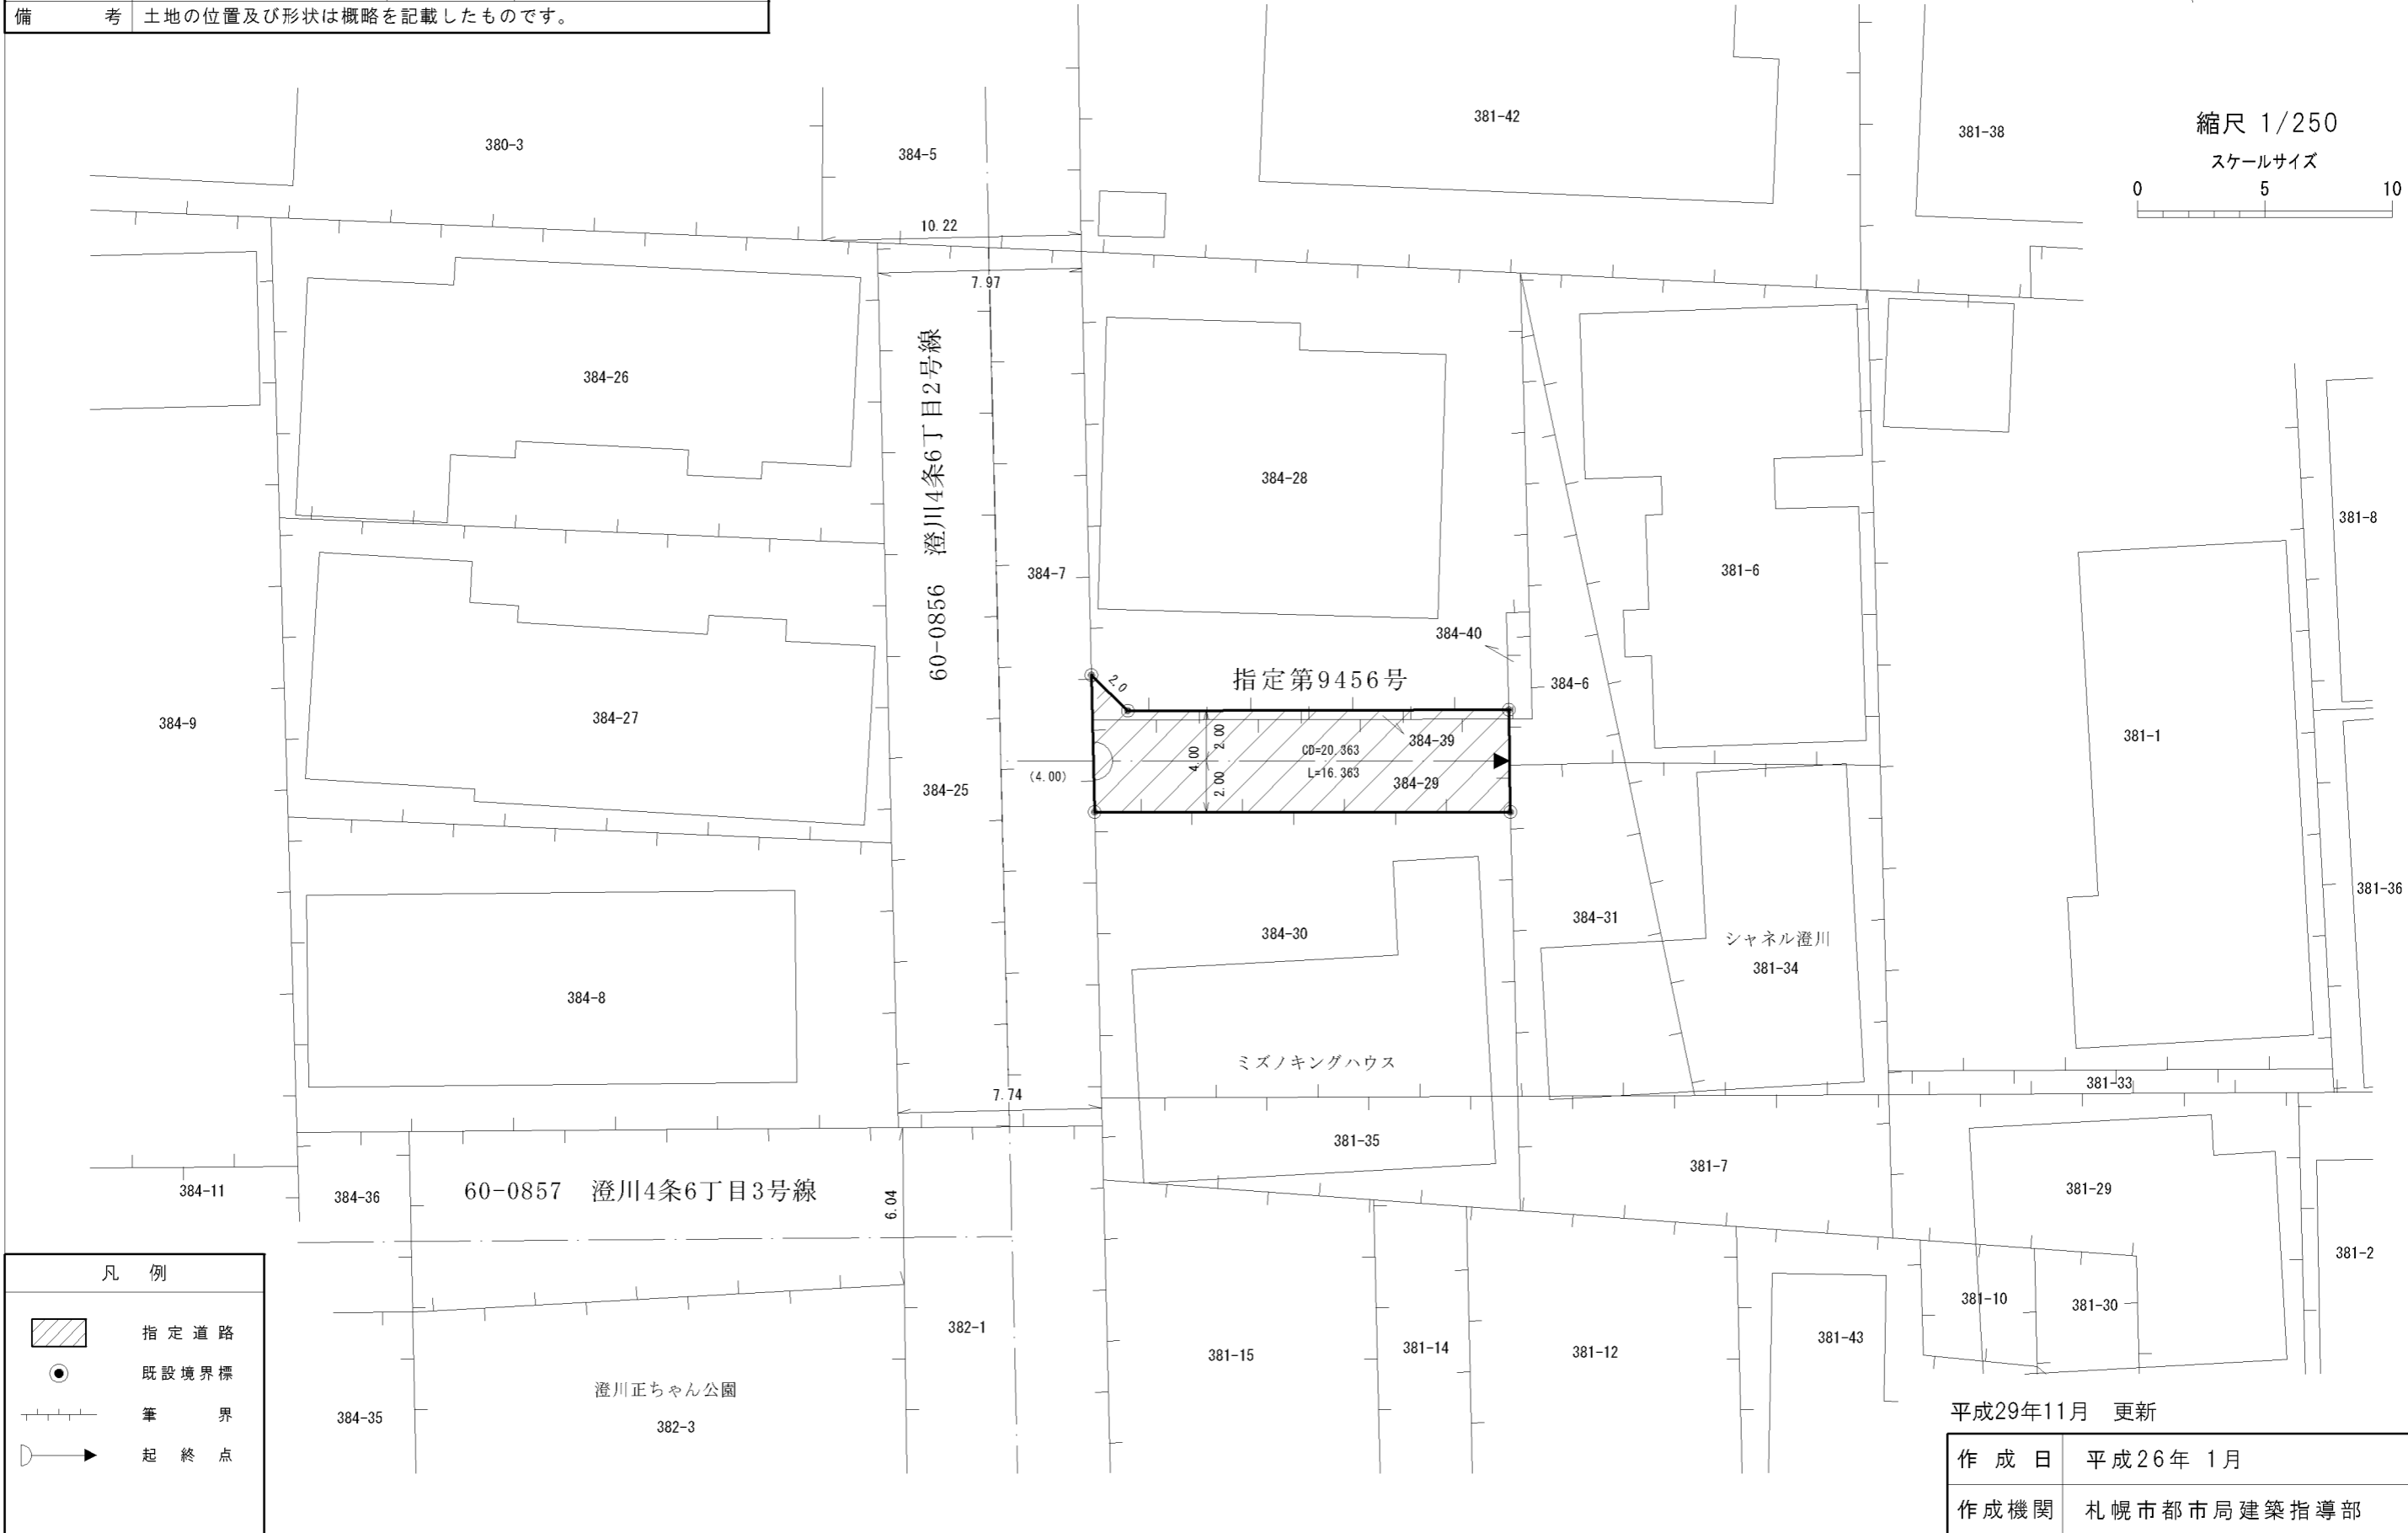 備 考 土地の位置及び形状は概略を記載したものです。
380-3
384-5
381-42
381-38
縮尺 1/250
スケールサイズ
0 5 10
10.22
7.97
384-26
60-0856 澄川4条6丁目2号線
384-28
381-8
384-7
381-6
384-40
指定第9456号
2.0
384-6
384-9
384-27
381-1
384-39
CD=20.363
L=16.363
4.00
2.00
2.00
(4.00)
384-29
384-25
381-36
384-30
384-31
シャネル澄川
381-34
384-8
ミズノキングハウス
7.74
381-33
381-35
381-7
384-11
384-36
60-0857 澄川4条6丁目3号線
6.04
381-29
381-2
凡 例
指定道路
既設境界標
筆 界
起終点
382-1
381-15
381-14
381-12
381-43
381-10
381-30
澄川正ちゃん公園
382-3
384-35
平成29年11月 更新
作成日 平成26年 1月
作成機関 札幌市都市局建築指導部